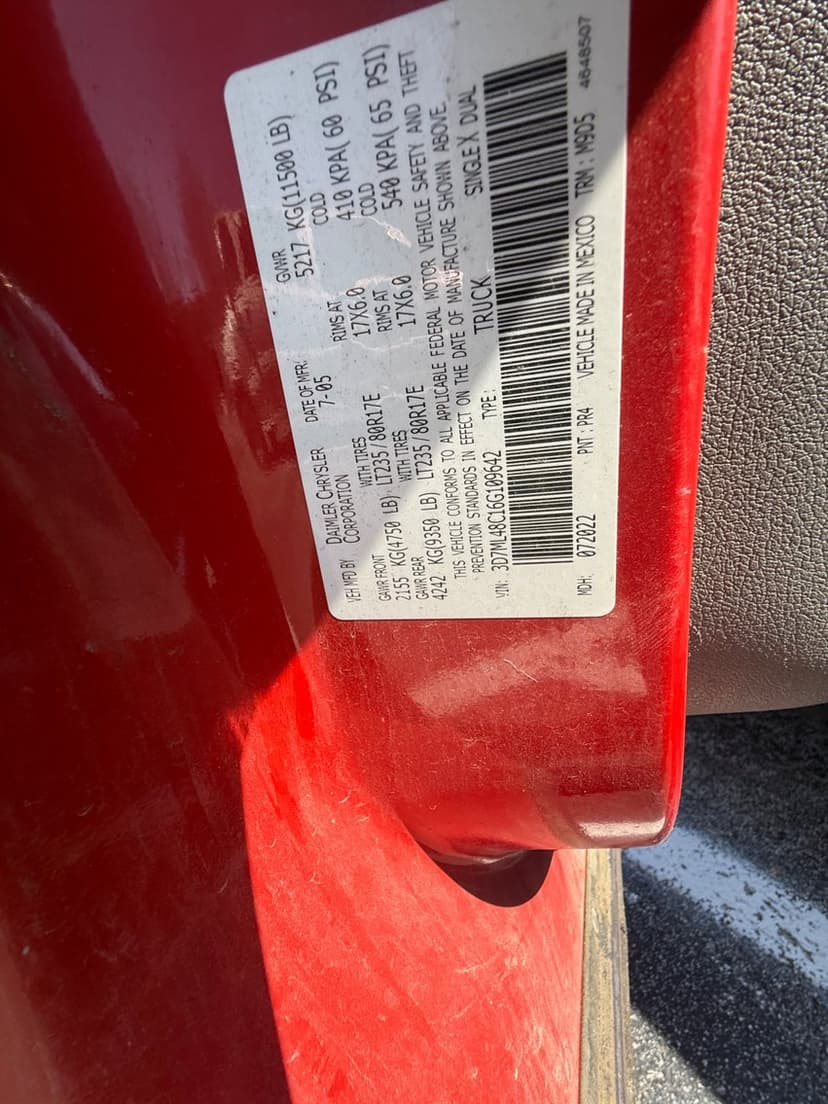 VEH MFD BY DAIMLER CHRYSLER CORPORATION DATE OF MFR: 7-05 GVWR 5217 KG(11500 LB)
GAWR FRONT WITH TIRES RIMS AT COLD
2155 KG(4750 LB) LT235/80R17E 17X6.0 410 KPA( 60 PSI)
GAWR REAR WITH TIRES RIMS AT COLD
4242 KG(9350 LB) LT235/80R17E 17X6.0 540 KPA( 65 PSI)
THIS VEHICLE CONFORMS TO ALL APPLICABLE FEDERAL MOTOR VEHICLE SAFETY AND THEFT
PREVENTION STANDARDS IN EFFECT ON THE DATE OF MANUFACTURE SHOWN ABOVE.
VIN: 3D7ML48C16G109642 TYPE: TRUCK SINGLE X DUAL
MDH: 072022 PNT: PR4 VEHICLE MADE IN MEXICO TRM: M9D5
4648507